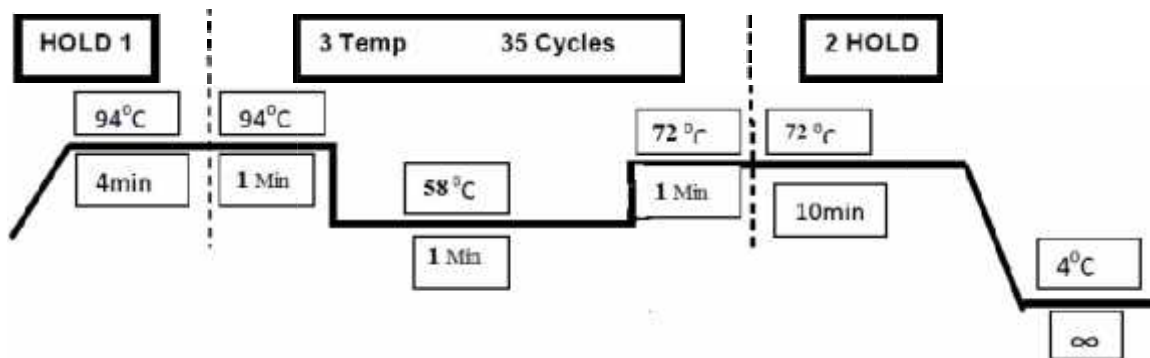 HOLD 1
3 Temp 35 Cycles
2 HOLD
94°C
94°C
72 °C
72 °C
4min
1 Min
58 °C
1 Min
10min
1 Min
4°C
∞